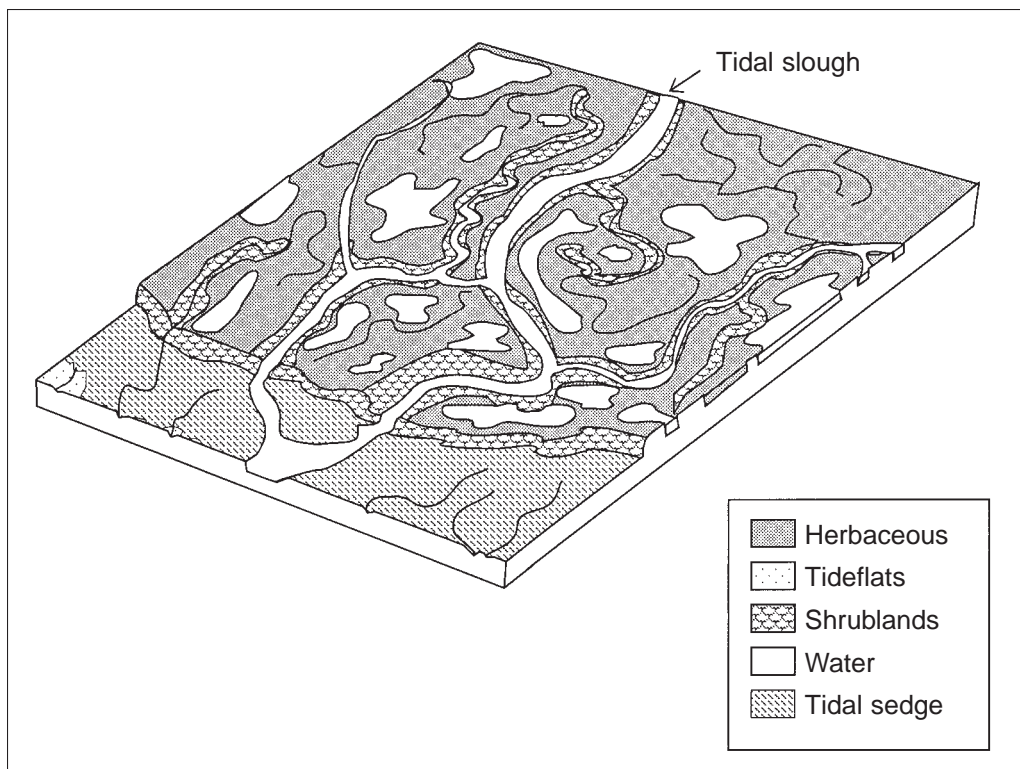 Tidal slough
Herbaceous
Tideflats
Shrublands
Water
Tidal sedge